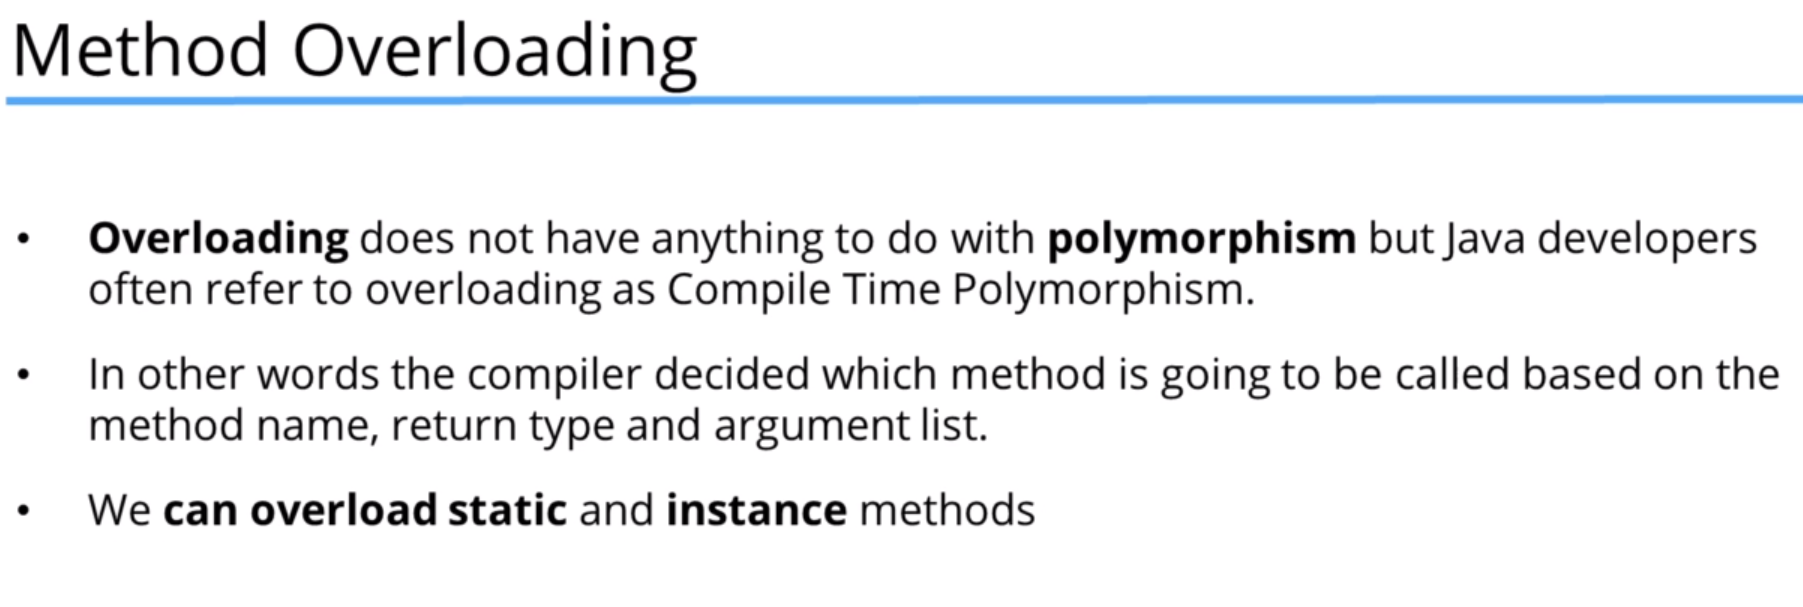 Method Overloading
• Overloading does not have anything to do with polymorphism but Java developers
often refer to overloading as Compile Time Polymorphism.
• In other words the compiler decided which method is going to be called based on the
method name, return type and argument list.
• We can overload static and instance methods